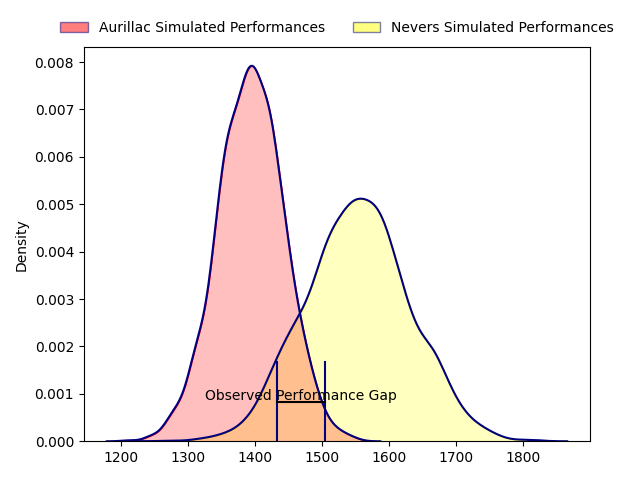 Aurillac Simulated Performances Nevers Simulated Performances
0.008
0.007
0.006
0.005
0.004
0.003
0.002
0.001
0.000
Density
Observed Performance Gap
1200 1300 1400 1500 1600 1700 1800